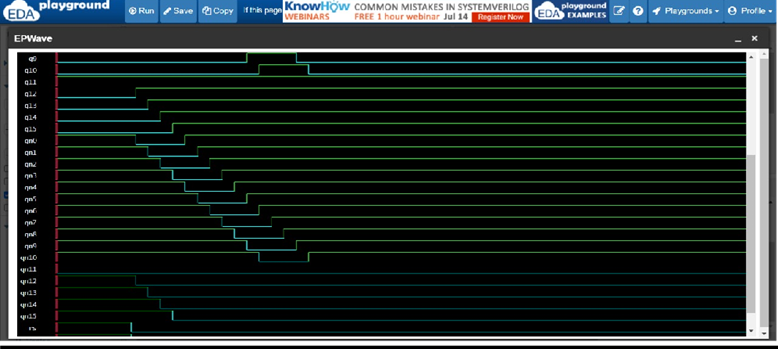 playground
EDA
Run
Save
Copy
If this page
KnowHow
WEBINARS
COMMON MISTAKES IN SYSTEMVERILOG
FREE 1 hour webinar Jul 14 Register Now
EDA playground
EXAMPLES
Playgrounds
Profile
EPWave
q9
q10
q11
q12
q13
q14
q15
qn0
qn1
qn2
qn3
qn4
qn5
qn6
qn7
qn8
qn9
qn10
qn11
qn12
qn13
qn14
qn15